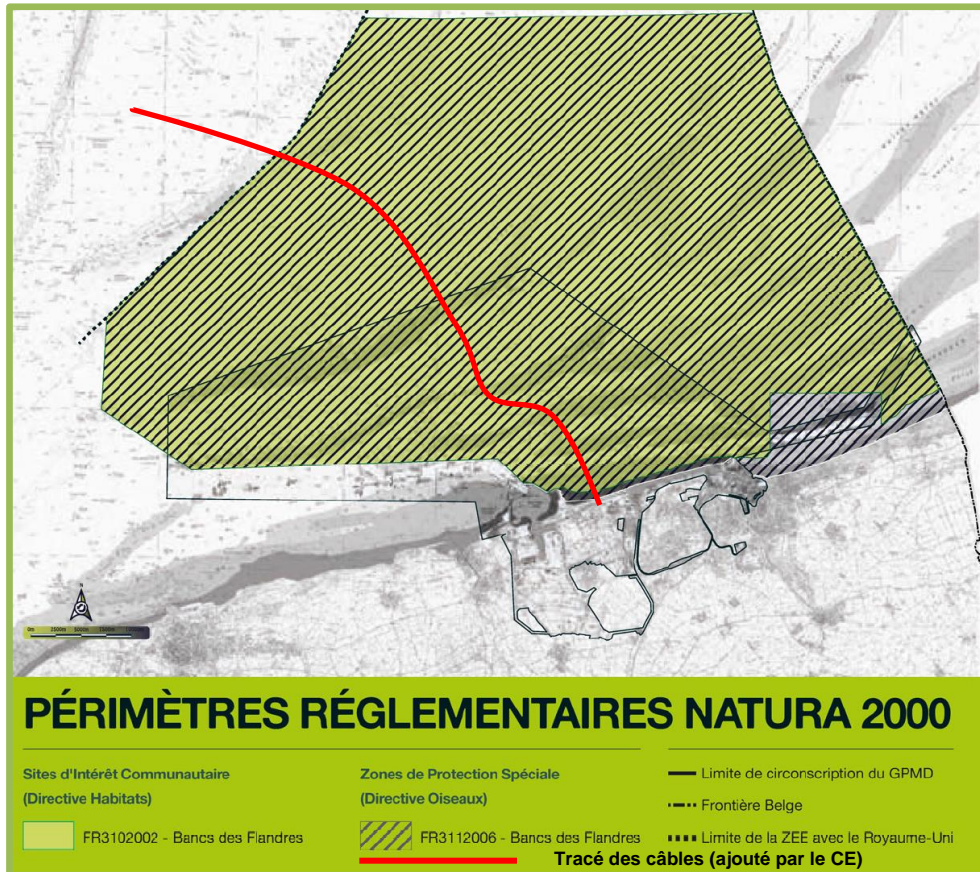 PÉRIMÈTRES RÉGLEMENTAIRES NATURA 2000
Sites d'Intérêt Communautaire
(Directive Habitats)
FR3102002 - Bancs des Flandres
Zones de Protection Spéciale
(Directive Oiseaux)
FR3112006 - Bancs des Flandres
Limite de circonscription du GPMD
Frontière Belge
Limite de la ZEE avec le Royaume-Uni
Tracé des câbles (ajouté par le CE)